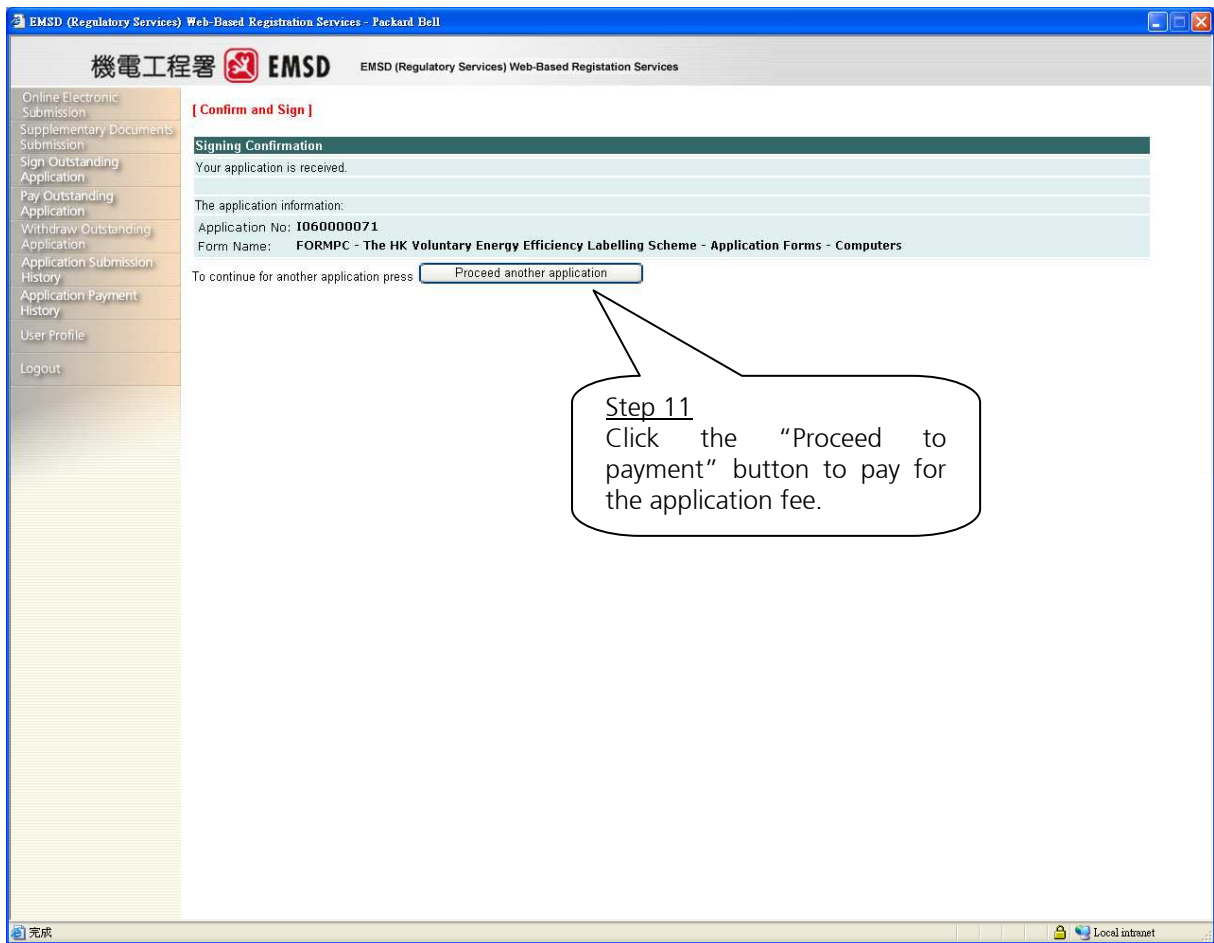 EMSD (Regulatory Services) Web-Based Registration Services - Packard Bell
機電工程署 EMSD EMSD (Regulatory Services) Web-Based Registation Services
Online Electronic
Submission
Supplementary Documents
Submission
Sign Outstanding
Application
Pay Outstanding
Application
Withdraw Outstanding
Application
Application Submission
History
Application Payment
History
User Profile
Logout
[ Confirm and Sign ]
Signing Confirmation
Your application is received.
The application information:
Application No: I060000071
Form Name: FORMPC - The HK Voluntary Energy Efficiency Labelling Scheme - Application Forms - Computers
To continue for another application press Proceed another application
Step 11
Click the “Proceed to
payment” button to pay for
the application fee.
完成
Local intranet